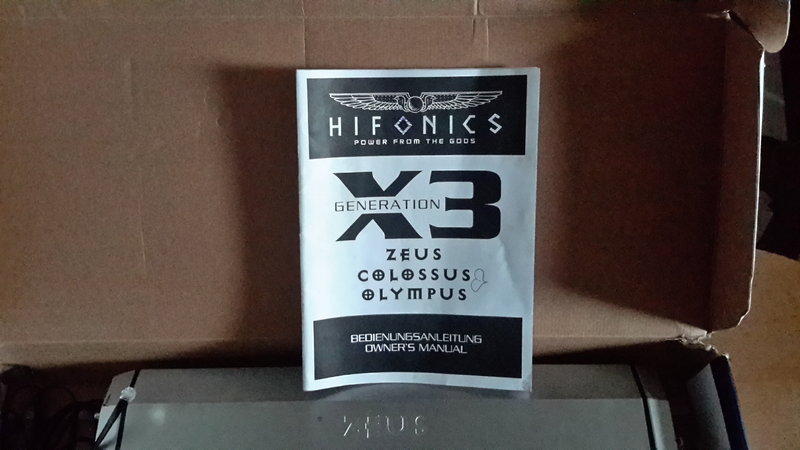 HIFONICS
POWER FROM THE GODS
GENERATION X3
ZEUS
COLOSSUS
OLYMPUS
BEDIENUNGSANLEITUNG
OWNER'S MANUAL
ZEUS